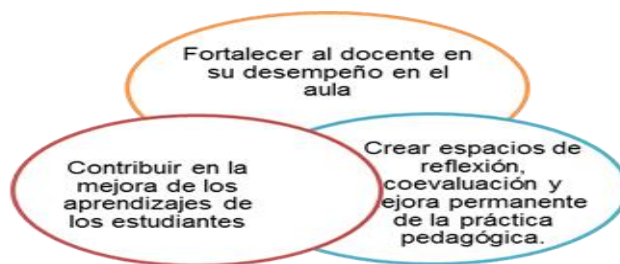 Fortalecer al docente en
su desempeño en el
aula
Contribuir en la
mejora de los
aprendizajes de
los estudiantes
Crear espacios de
reflexión,
coevaluación y
ejora permanente
de la práctica
pedagógica.